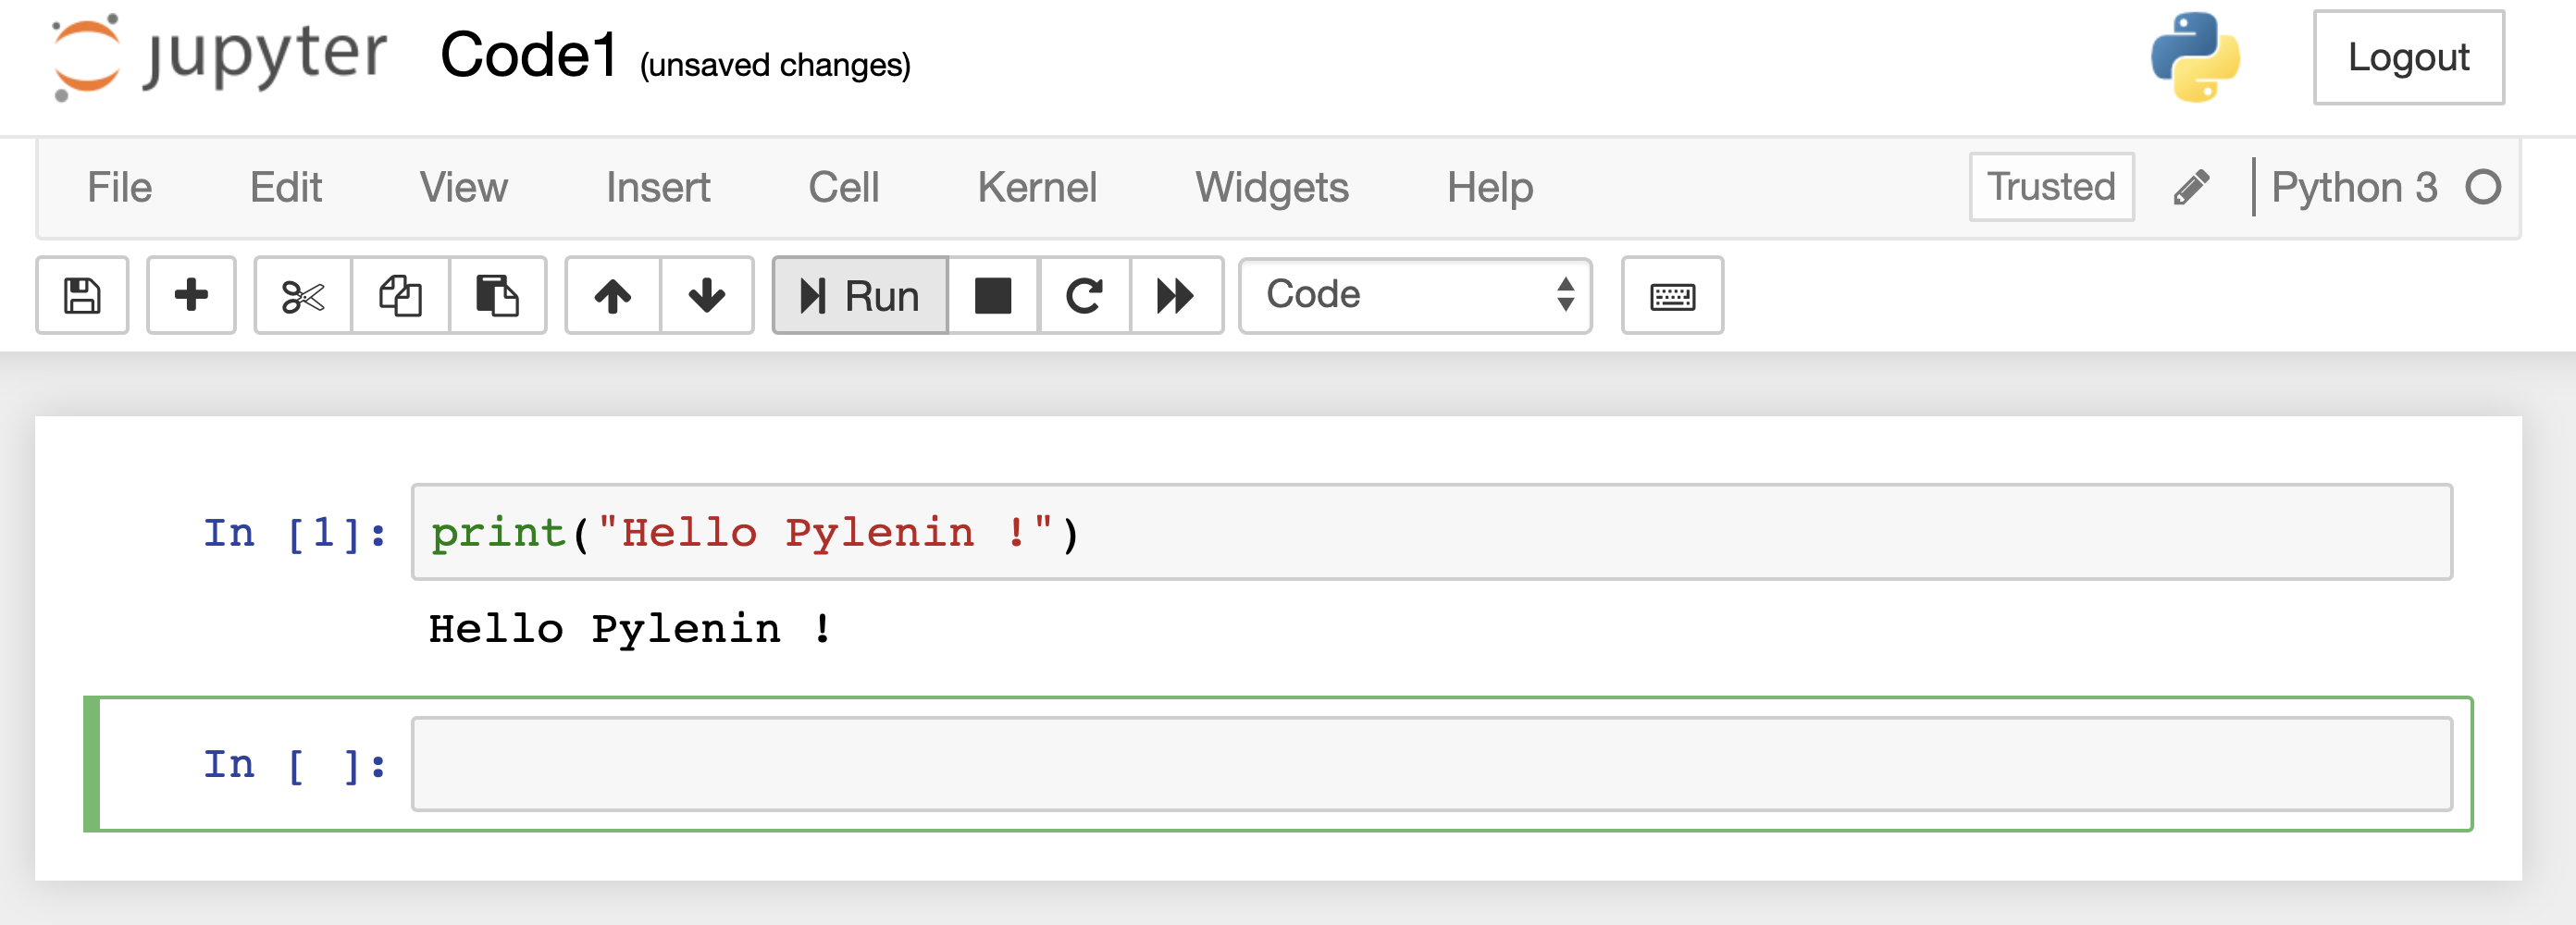 jupyter Code1 (unsaved changes) Logout
File Edit View Insert Cell Kernel Widgets Help Trusted Python 3
Run Code
In [1]: print("Hello Pylenin !")
Hello Pylenin !
In [ ]: